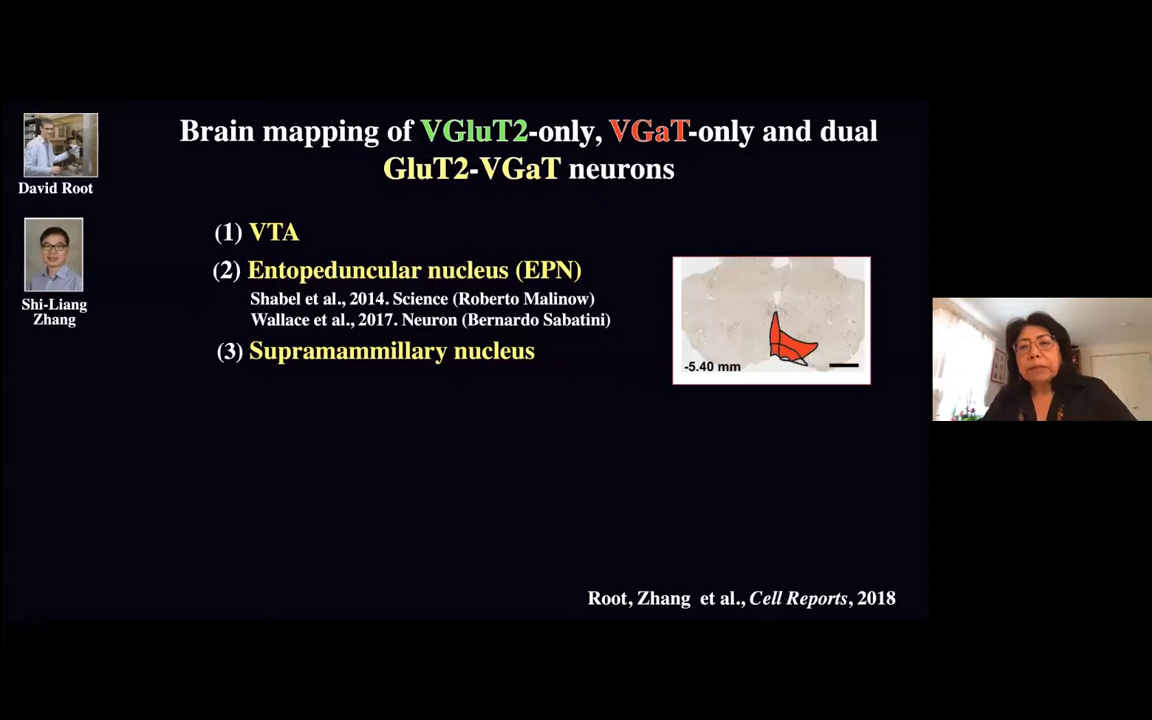 Brain mapping of VGluT2-only, VGaT-only and dual
GluT2-VGaT neurons
David Root
Shi-Liang
Zhang
(1) VTA
(2) Entopeduncular nucleus (EPN)
Shabel et al., 2014. Science (Roberto Malinow)
Wallace et al., 2017. Neuron (Bernardo Sabatini)
(3) Supramammillary nucleus
-5.40 mm
Root, Zhang et al., Cell Reports, 2018